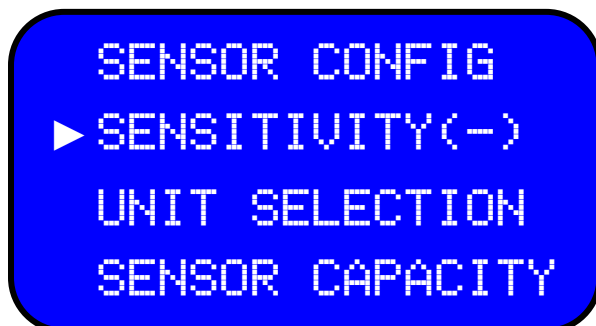 SENSOR CONFIG
►SENSITIVITY(-)
UNIT SELECTION
SENSOR CAPACITY